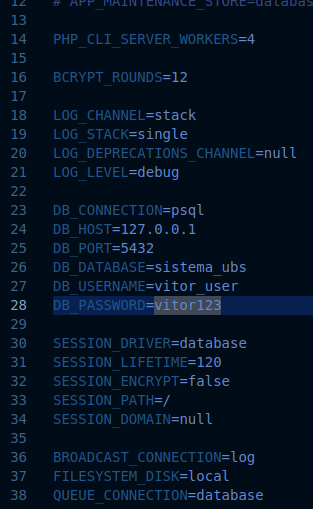 12 # APP_MAINTENANCE_STORE=databas
13
14 PHP_CLI_SERVER_WORKERS=4
15
16 BCRYPT_ROUNDS=12
17
18 LOG_CHANNEL=stack
19 LOG_STACK=single
20 LOG_DEPRECATIONS_CHANNEL=null
21 LOG_LEVEL=debug
22
23 DB_CONNECTION=psql
24 DB_HOST=127.0.0.1
25 DB_PORT=5432
26 DB_DATABASE=sistema_ubs
27 DB_USERNAME=vitor_user
28 DB_PASSWORD=vitor123
29
30 SESSION_DRIVER=database
31 SESSION_LIFETIME=120
32 SESSION_ENCRYPT=false
33 SESSION_PATH=/
34 SESSION_DOMAIN=null
35
36 BROADCAST_CONNECTION=log
37 FILESYSTEM_DISK=local
38 QUEUE_CONNECTION=database